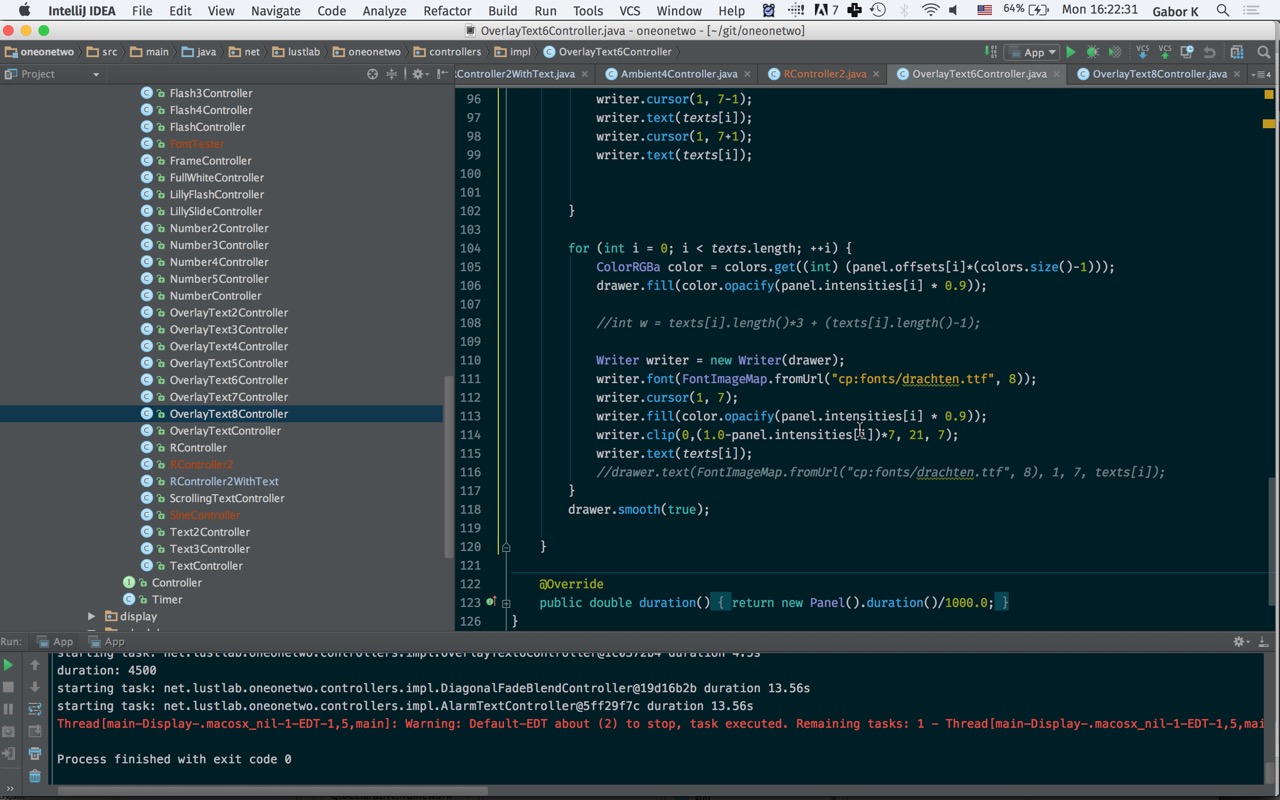 IntelliJ IDEA File Edit View Navigate Code Analyze Refactor Build Run Tools VCS Window Help 7 64% Mon 16:22:31 Gabor K
OverlayText6Controller.java - oneonetwo - [~/git/oneonetwo]
oneonetwo src main java net lustlab oneonetwo controllers impl OverlayText6Controller App VCS VCS
Project
Controller2WithText.java Ambient4Controller.java RController2.java OverlayText6Controller.java OverlayText8Controller.java 4
Flash3Controller
Flash4Controller
FlashController
FontTester
FrameController
FullWhiteController
LillyFlashController
LillySlideController
Number2Controller
Number3Controller
Number4Controller
Number5Controller
NumberController
OverlayText2Controller
OverlayText3Controller
OverlayText4Controller
OverlayText5Controller
OverlayText6Controller
OverlayText7Controller
OverlayText8Controller
OverlayTextController
RController
RController2
RController2WithText
ScrollingTextController
SineController
Text2Controller
Text3Controller
TextController
Controller
Timer
display
96 writer.cursor(1, 7-1);
97 writer.text(texts[i]);
98 writer.cursor(1, 7+1);
99 writer.text(texts[i]);
100
101
102 }
103
104 for (int i = 0; i < texts.length; ++i) {
105 ColorRGBa color = colors.get((int) (panel.offsets[i]*(colors.size()-1)));
106 drawer.fill(color.opacify(panel.intensities[i] * 0.9));
107
108 //int w = texts[i].length()*3 + (texts[i].length()-1);
109
110 Writer writer = new Writer(drawer);
111 writer.font(FontImageMap.fromUrl("cp:fonts/drachten.ttf", 8));
112 writer.cursor(1, 7);
113 writer.fill(color.opacify(panel.intensities[i] * 0.9));
114 writer.clip(0,(1.0-panel.intensities[i])*7, 21, 7);
115 writer.text(texts[i]);
116 //drawer.text(FontImageMap.fromUrl("cp:fonts/drachten.ttf", 8), 1, 7, texts[i]);
117 }
118 drawer.smooth(true);
119
120 }
121
122 @Override
123 public double duration() { return new Panel().duration()/1000.0; }
126 }
Run: App App
starting task: net.lustlab.oneonetwo.controllers.impl.OverlayText6Controller@1c0372b4 duration 4.5s
duration: 4500
starting task: net.lustlab.oneonetwo.controllers.impl.DiagonalFadeBlendController@19d16b2b duration 13.56s
starting task: net.lustlab.oneonetwo.controllers.impl.AlarmTextController@5ff29f7c duration 13.56s
Thread[main-Display-.macosx_nil-1-EDT-1,5,main]: Warning: Default-EDT about (2) to stop, task executed. Remaining tasks: 1 - Thread[main-Display-.macosx_nil-1-EDT-1,5,mai
Process finished with exit code 0